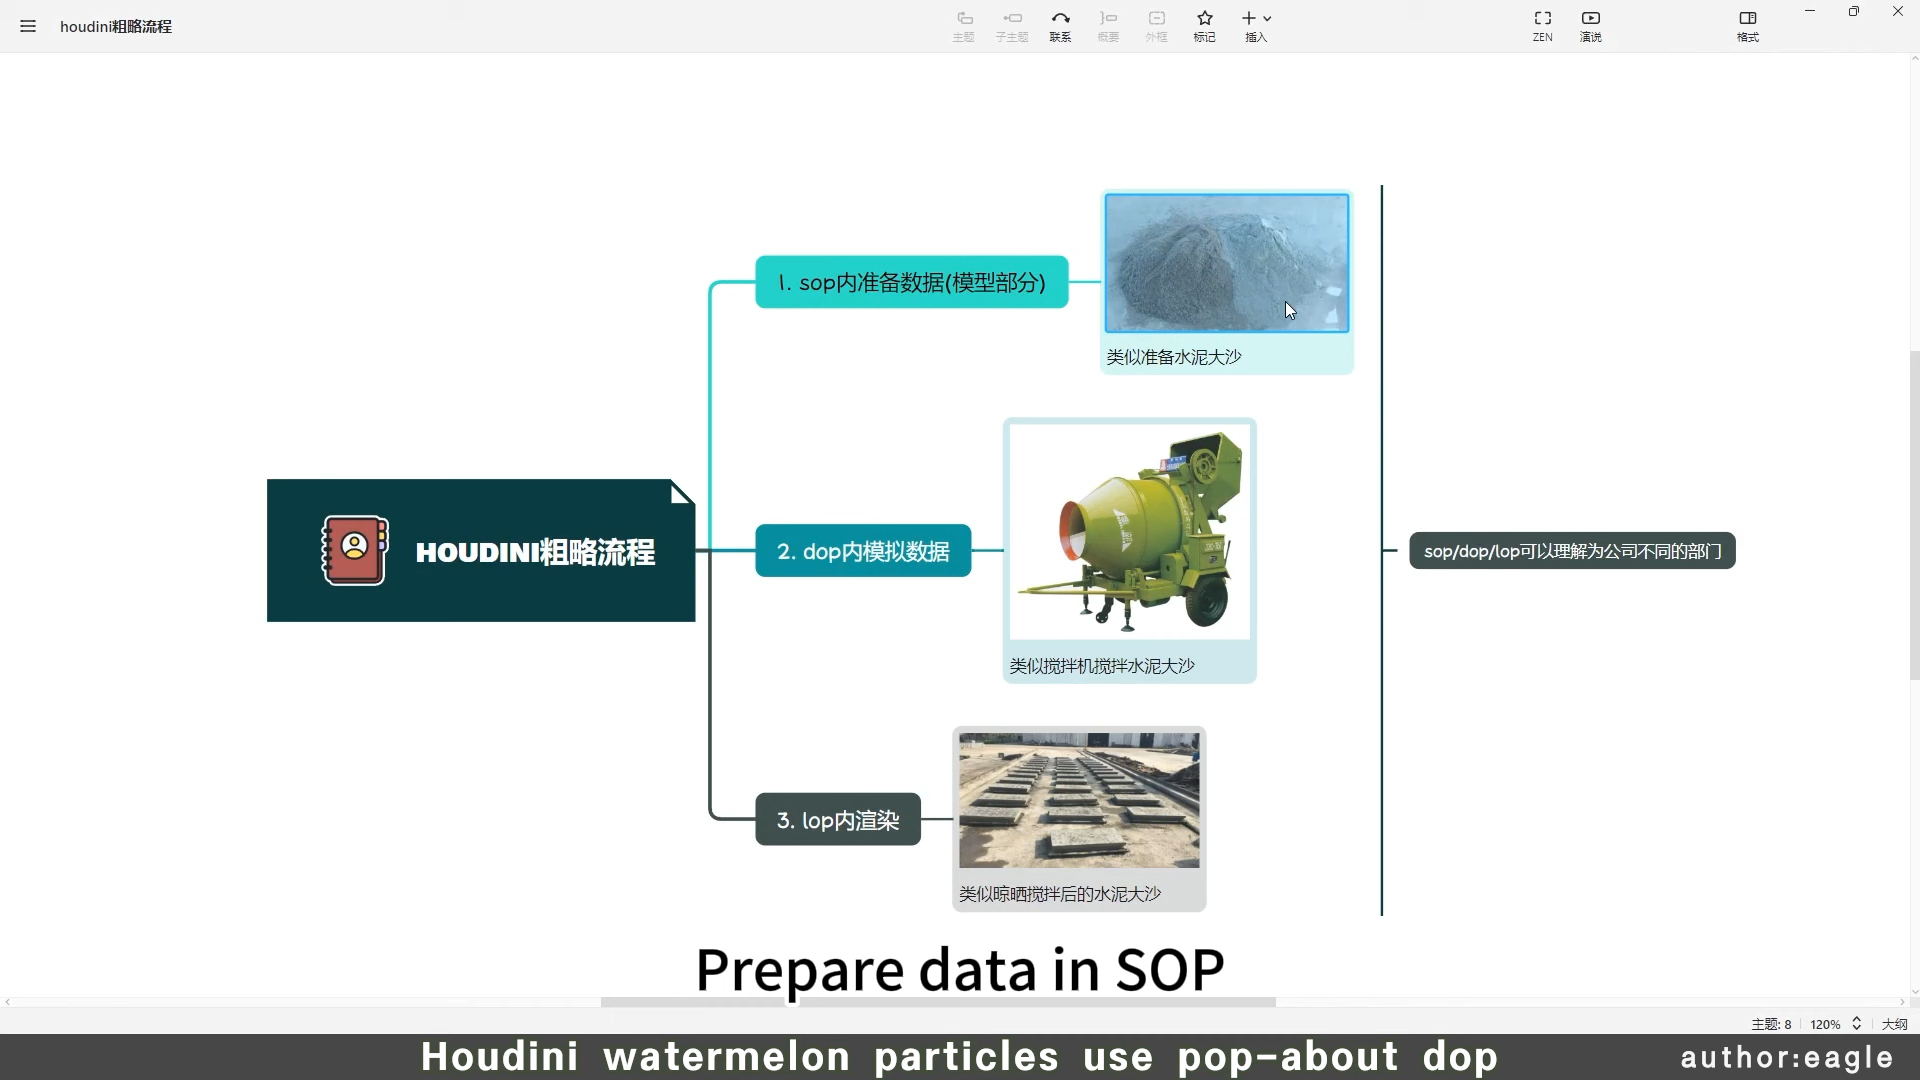 houdini粗略流程
主题
子主题
联系
概要
外框
标记
插入
ZEN
演说
格式
1. sop内准备数据(模型部分)
类似准备水泥大沙
HOUDINI粗略流程
2. dop内模拟数据
类似搅拌机搅拌水泥大沙
sop/dop/lop可以理解为公司不同的部门
3. lop内渲染
类似晾晒搅拌后的水泥大沙
Prepare data in SOP
主题: 8
120%
大纲
Houdini watermelon particles use pop-about dop
author:eagle